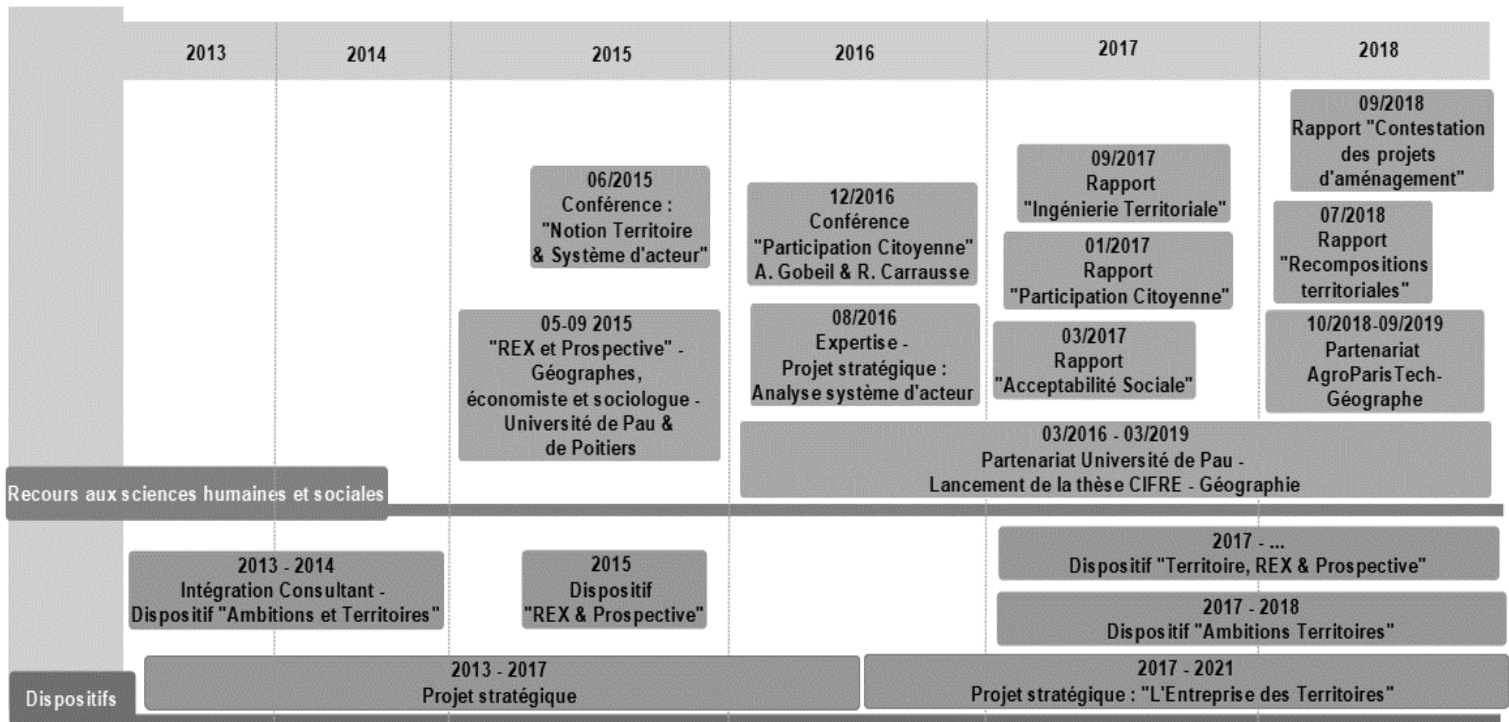 2013
2014
2015
2016
2017
2018
06/2015
Conférence :
"Notion Territoire
& Système d'acteur"
05-09 2015
"REX et Prospective" -
Géographes,
économiste et sociologue -
Université de Pau &
de Poitiers
12/2016
Conférence
"Participation Citoyenne"
A. Gobeil & R. Carrausse
08/2016
Expertise -
Projet stratégique :
Analyse système d'acteur
09/2017
Rapport
"Ingénierie Territoriale"
01/2017
Rapport
"Participation Citoyenne"
03/2017
Rapport
"Acceptabilité Sociale"
09/2018
Rapport "Contestation
des projets
d'aménagement"
07/2018
Rapport
"Recompositions
territoriales"
10/2018-09/2019
Partenariat
AgroParisTech-
Géographe
03/2016 - 03/2019
Partenariat Université de Pau -
Lancement de la thèse CIFRE - Géographie
Recours aux sciences humaines et sociales
2013 - 2014
Intégration Consultant -
Dispositif "Ambitions et Territoires"
2015
Dispositif
"REX & Prospective"
2017 - ...
Dispositif "Territoire, REX & Prospective"
2017 - 2018
Dispositif "Ambitions Territoires"
2013 - 2017
Projet stratégique
2017 - 2021
Projet stratégique : "L'Entreprise des Territoires"
Dispositifs